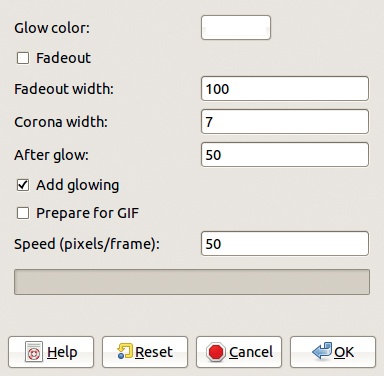 Glow color:
Fadeout
Fadeout width: 100
Corona width: 7
After glow: 50
Add glowing
Prepare for GIF
Speed (pixels/frame): 50
Help Reset Cancel OK